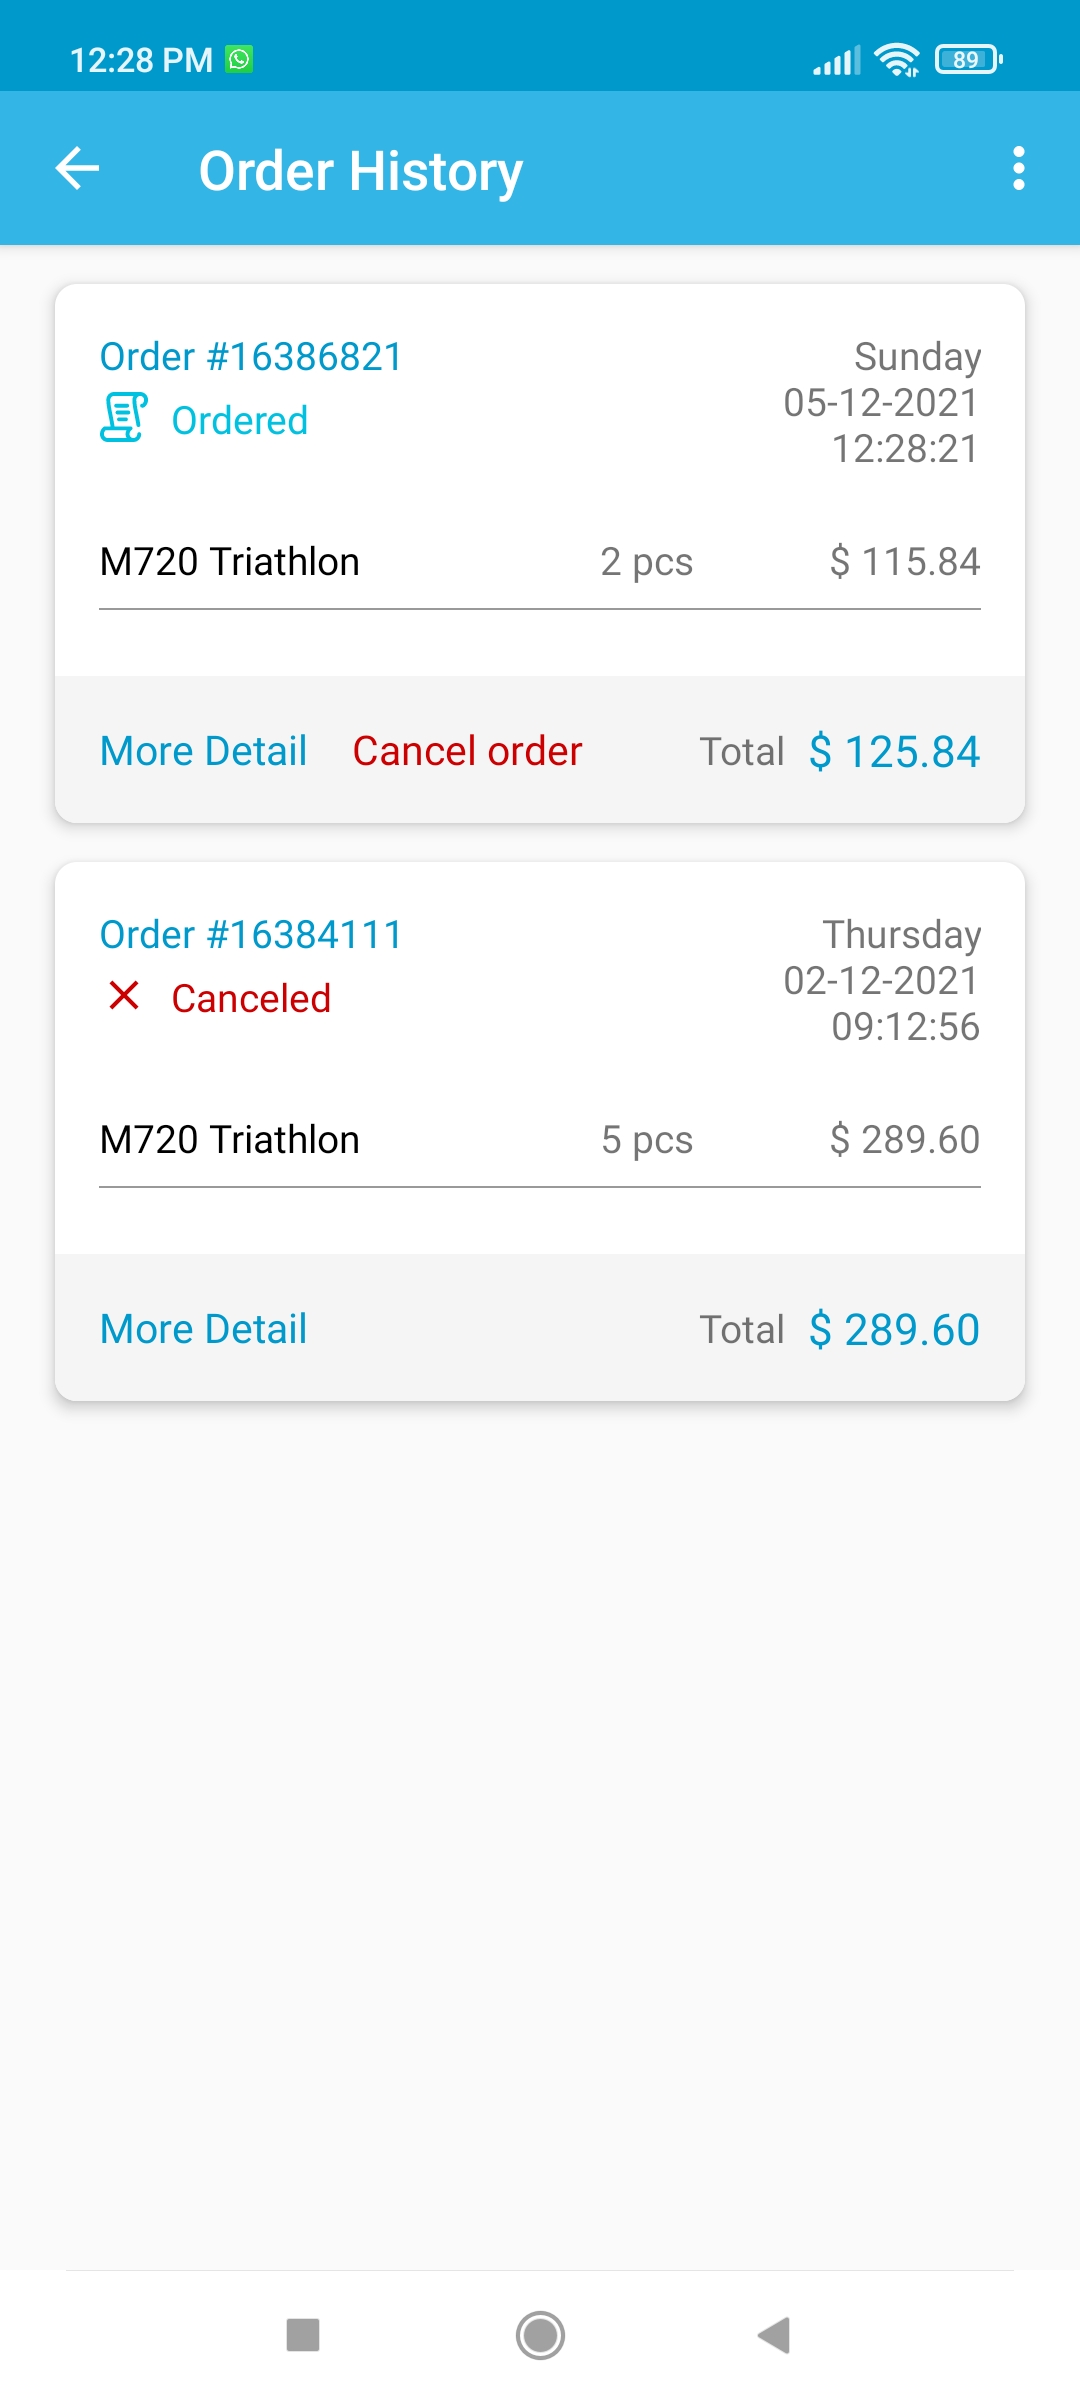 12:28 PM
89
Order History
Order #16386821
Sunday
Ordered
05-12-2021
12:28:21
M720 Triathlon 2 pcs $ 115.84
More Detail Cancel order Total $ 125.84
Order #16384111
Thursday
Canceled
02-12-2021
09:12:56
M720 Triathlon 5 pcs $ 289.60
More Detail Total $ 289.60